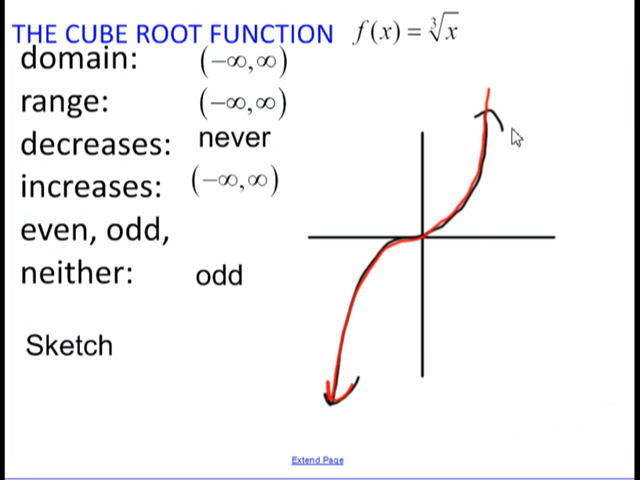 THE CUBE ROOT FUNCTION f(x) = ∛x
domain: (−∞,∞)
range: (−∞,∞)
decreases: never
increases: (−∞,∞)
even, odd,
neither: odd
Sketch
Extend Page